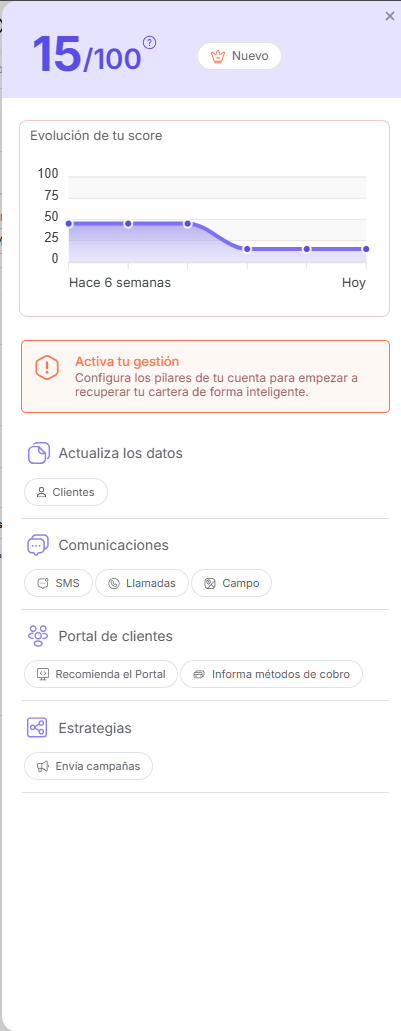 15/100
Nuevo
Evolución de tu score
100
75
50
25
0
Hace 6 semanas
Hoy
Activa tu gestión
Configura los pilares de tu cuenta para empezar a
recuperar tu cartera de forma inteligente.
Actualiza los datos
Clientes
Comunicaciones
SMS
Llamadas
Campo
Portal de clientes
Recomienda el Portal
Informa métodos de cobro
Estrategias
Envía campañas